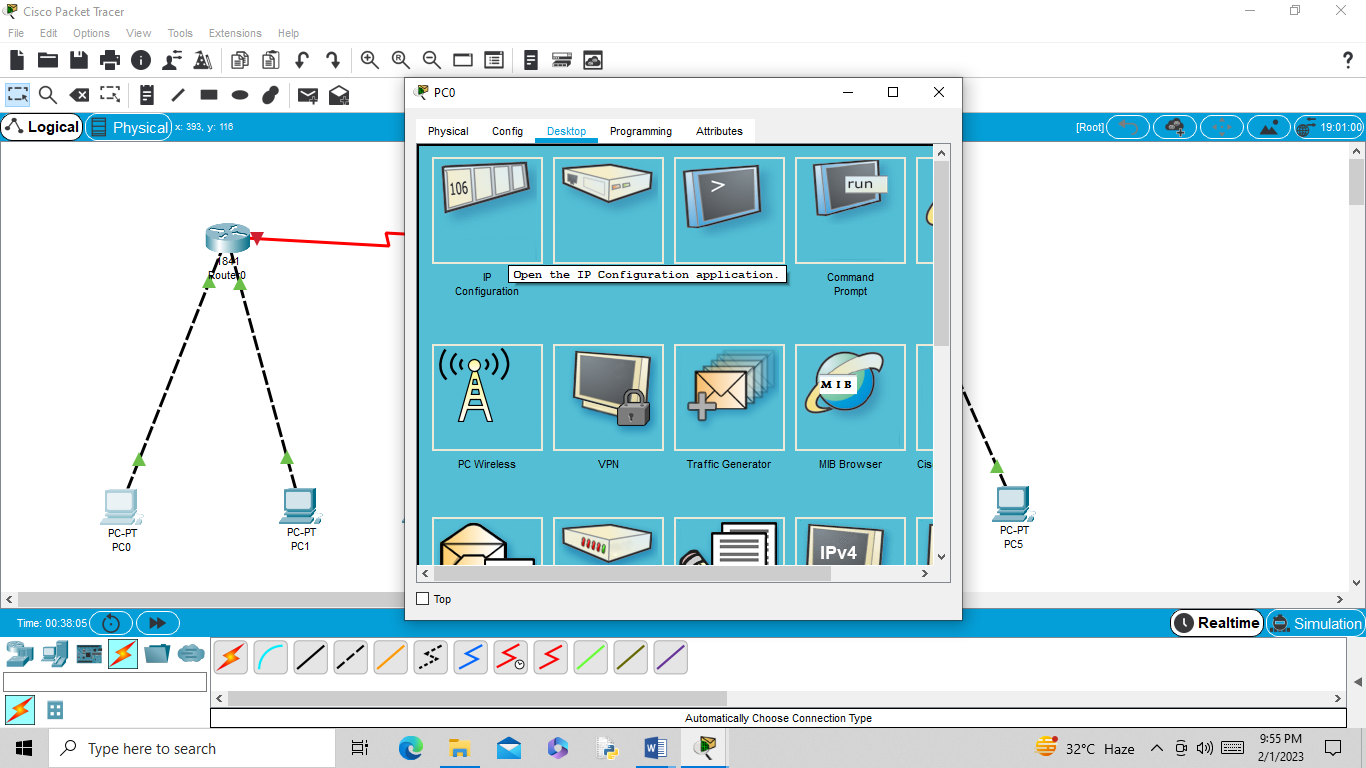 Cisco Packet Tracer
File Edit Options View Tools Extensions Help
?
PC0
Logical
Physical
x: 393, y: 116
[Root]
19:01:00
Physical Config Desktop Programming Attributes
106
>
run
IP
Configuration
Open the IP Configuration application.
Command
Prompt
1841
Router0
MIB
PC Wireless
VPN
Traffic Generator
MIB Browser
Cis
IPv4
PC-PT
PC0
PC-PT
PC1
PC-PT
PC5
Top
Time: 00:38:05
Realtime
Simulation
Automatically Choose Connection Type
Type here to search
32°C Haze
9:55 PM
2/1/2023